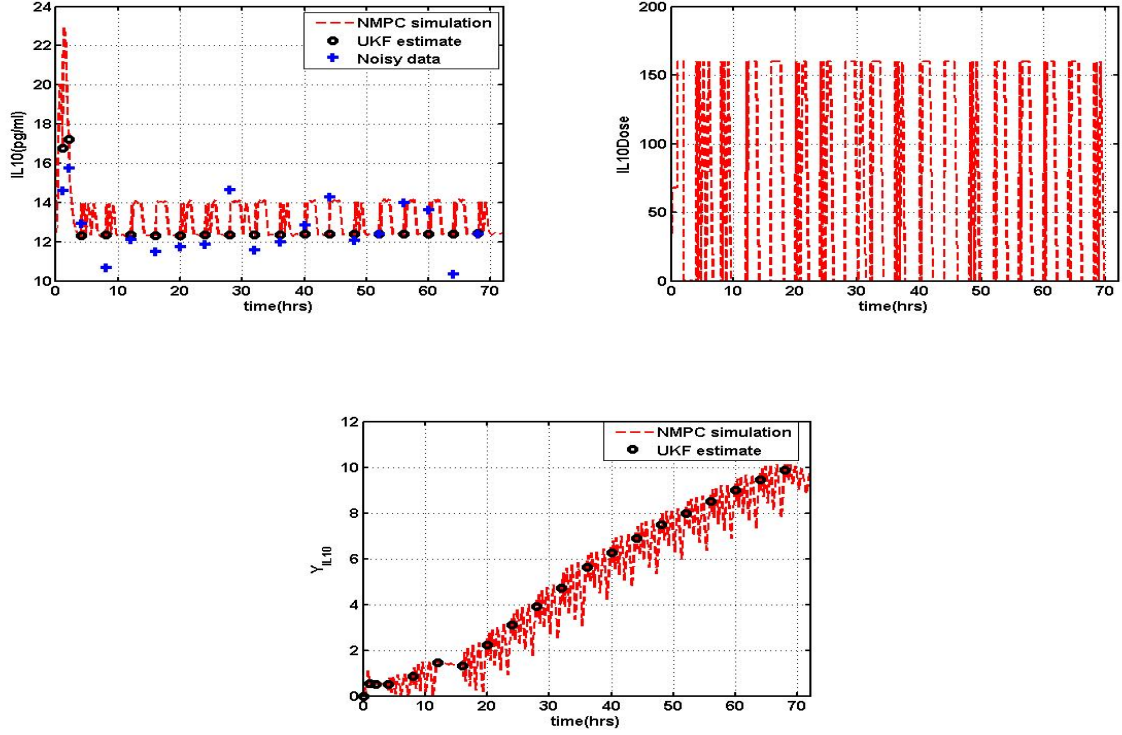 24
22
20
18
16
14
12
10
IL10(pg/ml)
NMPC simulation
UKF estimate
Noisy data
0 10 20 30 40 50 60 70
time(hrs)
200
150
100
50
0
IL10Dose
0 10 20 30 40 50 60 70
time(hrs)
12
10
8
6
4
2
0
Y_IL10
NMPC simulation
UKF estimate
0 10 20 30 40 50 60 70
time(hrs)